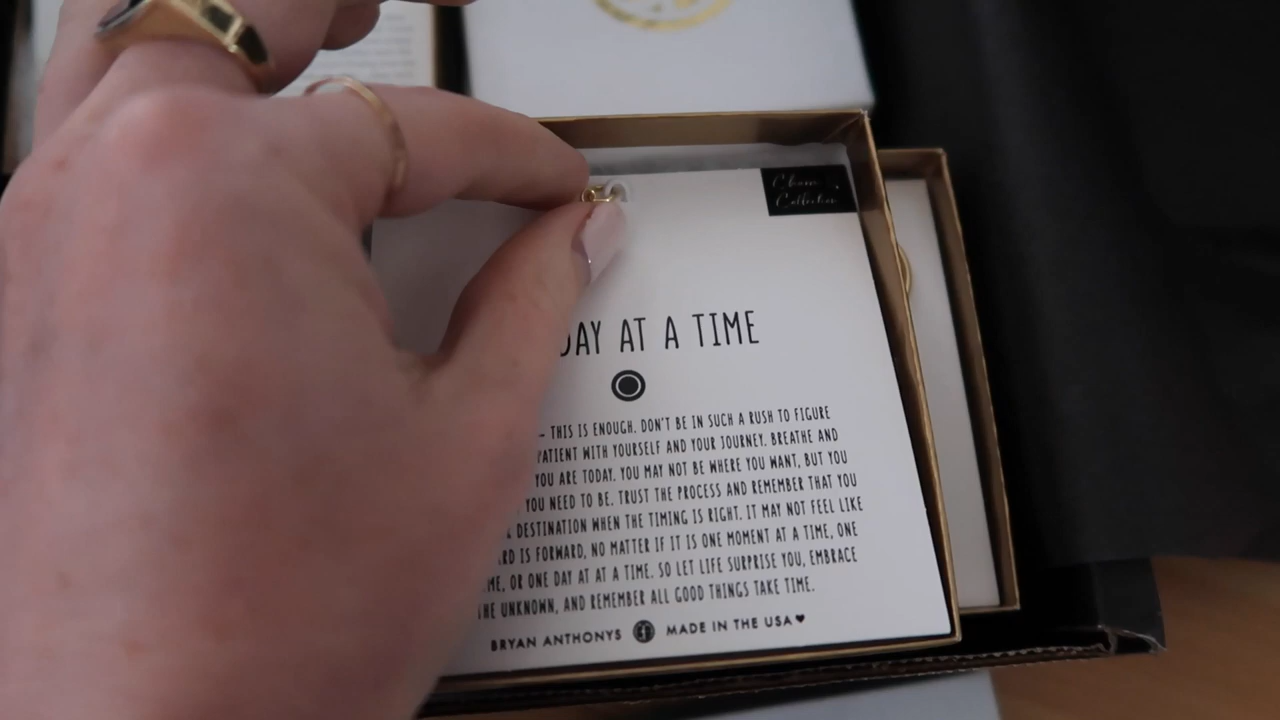 Charm
Collection
DAY AT A TIME
– THIS IS ENOUGH. DON'T BE IN SUCH A RUSH TO FIGURE
PATIENT WITH YOURSELF AND YOUR JOURNEY. BREATHE AND
YOU ARE TODAY. YOU MAY NOT BE WHERE YOU WANT, BUT YOU
YOU NEED TO BE. TRUST THE PROCESS AND REMEMBER THAT YOU
DESTINATION WHEN THE TIMING IS RIGHT. IT MAY NOT FEEL LIKE
RD IS FORWARD, NO MATTER IF IT IS ONE MOMENT AT A TIME, ONE
ME, OR ONE DAY AT AT A TIME. SO LET LIFE SURPRISE YOU, EMBRACE
HE UNKNOWN, AND REMEMBER ALL GOOD THINGS TAKE TIME.
BRYAN ANTHONYS MADE IN THE USA♥